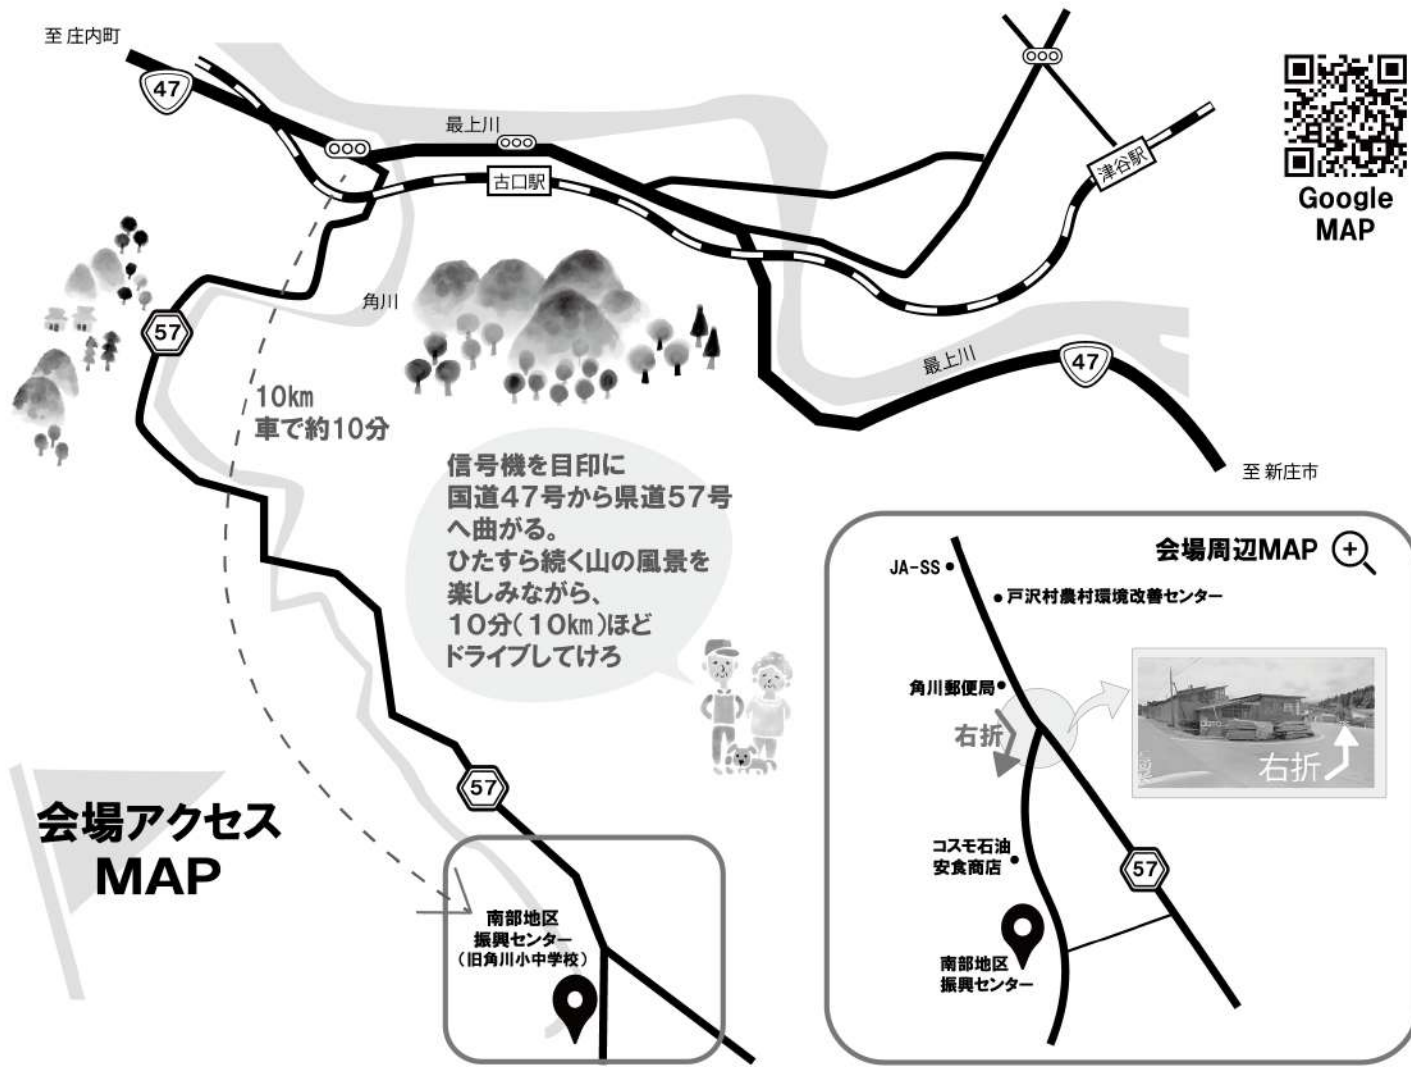 至 庄内町
47
最上川
古口駅
津谷駅
Google
MAP
角川
57
10km
車で約10分
最上川
47
至 新庄市
信号機を目印に
国道47号から県道57号
へ曲がる。
ひたすら続く山の風景を
楽しみながら、
10分(10km)ほど
ドライブしてけろ
会場アクセス
MAP
57
南部地区
振興センター
(旧角川小中学校)
会場周辺MAP
JA-SS
戸沢村農村環境改善センター
角川郵便局
右折
右折
コスモ石油
安食商店
57
南部地区
振興センター